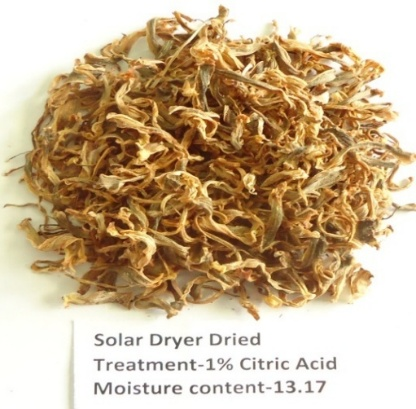 Solar Dryer Dried
Treatment-1% Citric Acid
Moisture content-13.17